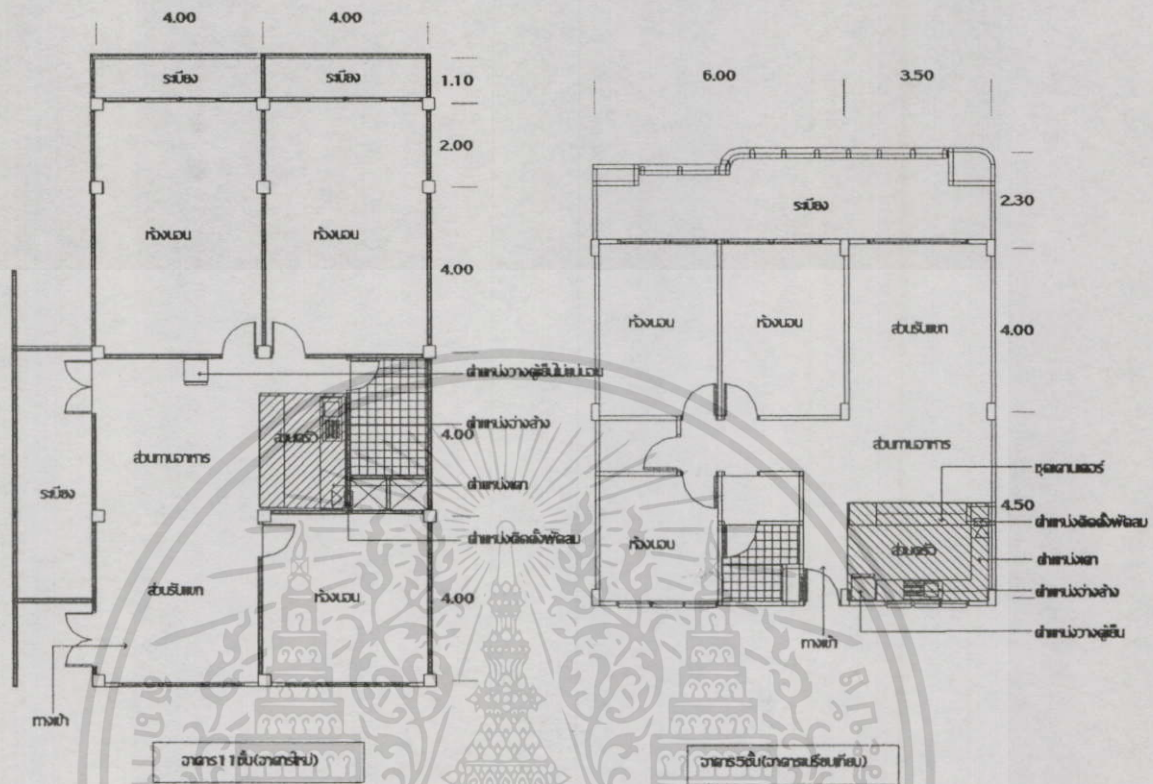 4.00 4.00
ระเบียง ระเบียง
1.10
2.00
ห้องนอน ห้องนอน
4.00
ตำแหน่งวางตู้เย็นไม่แน่นอน
ตำแหน่งอ่างล้าง
4.00
ส่วนครัว
ส่วนทานอาหาร
ระเบียง
ตำแหน่งเตา
ตำแหน่งติดตั้งพัดลม
ส่วนรับแขก
ห้องนอน
4.00
ทางเข้า
อาคาร11ชั้น(อาคารใหม่)
6.00 3.50
2.30
ระเบียง
ห้องนอน ห้องนอน ส่วนรับแขก
4.00
ส่วนทานอาหาร
ชุดเคานเตอร์
4.50
ตำแหน่งติดตั้งพัดลม
ห้องนอน
ส่วนครัว
ตำแหน่งเตา
ตำแหน่งอ่างล้าง
ตำแหน่งวางตู้เย็น
ทางเข้า
อาคาร5ชั้น(อาคารเปรียบเทียบ)